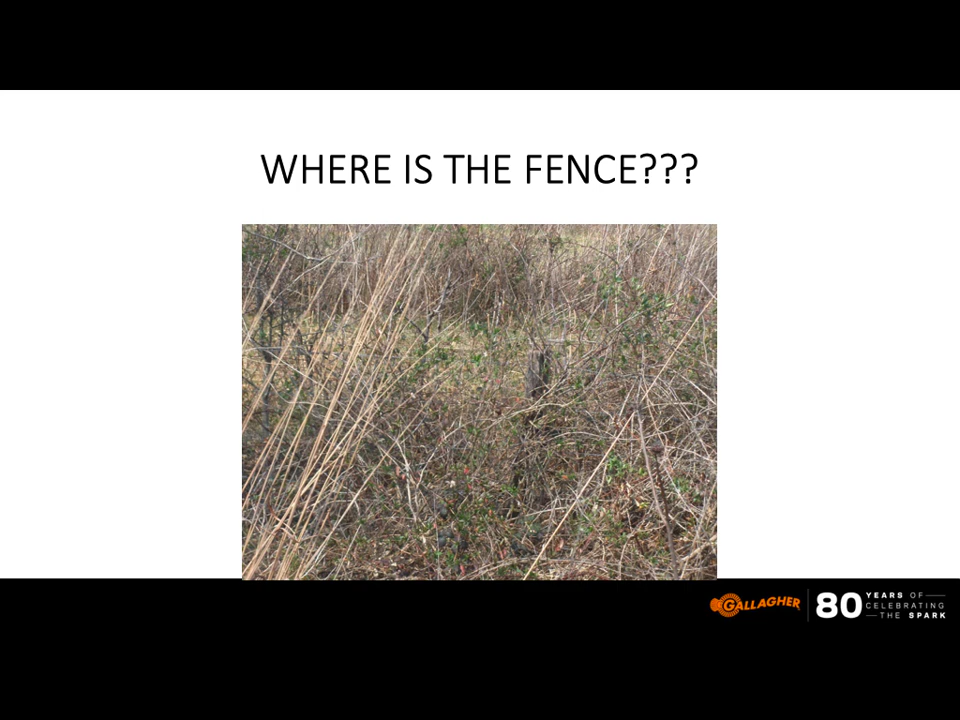 WHERE IS THE FENCE???
GALLAGHER
80
YEARS OF
CELEBRATING
THE SPARK